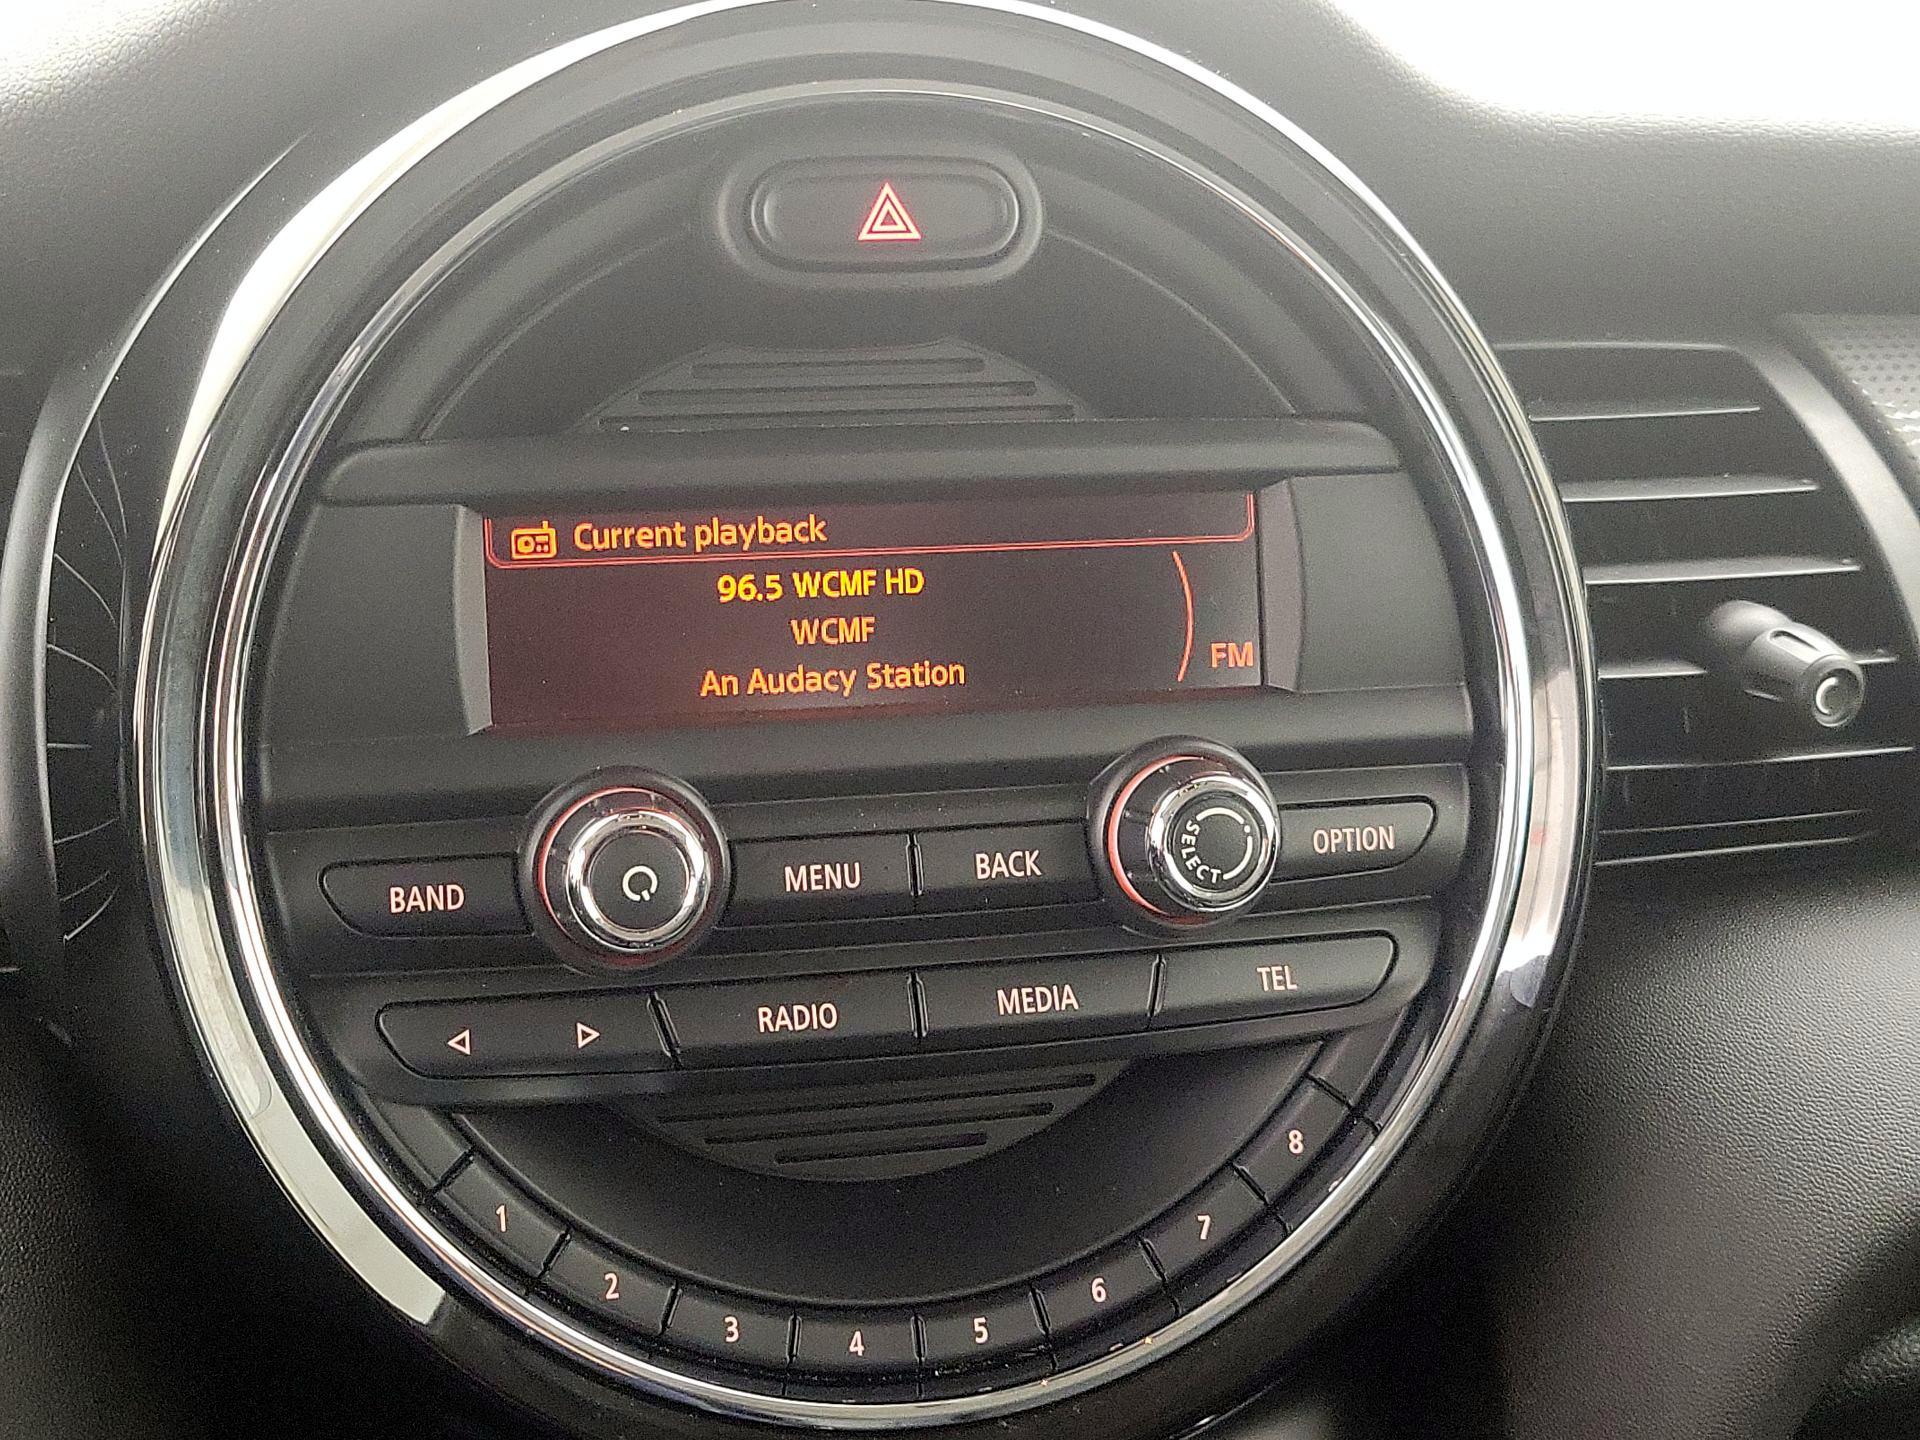 Current playback
96.5 WCMF HD
WCMF
An Audacy Station
FM
BAND
MENU
BACK
SELECT
OPTION
RADIO
MEDIA
TEL
1
2
3
4
5
6
7
8